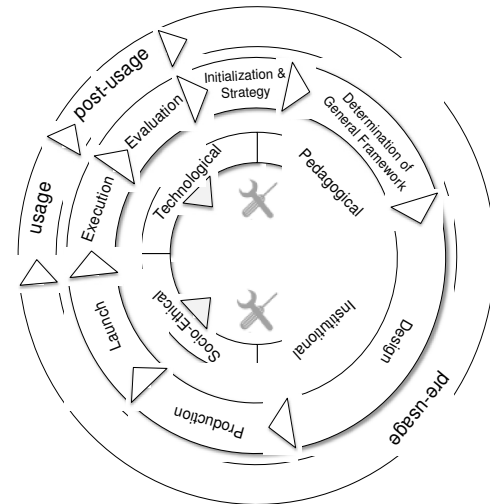 post-usage
usage
pre-usage
Initialization &
Strategy
Determination of
General Framework
Design
Production
Launch
Execution
Evaluation
Technological
Pedagogical
Institutional
Socio-Ethical